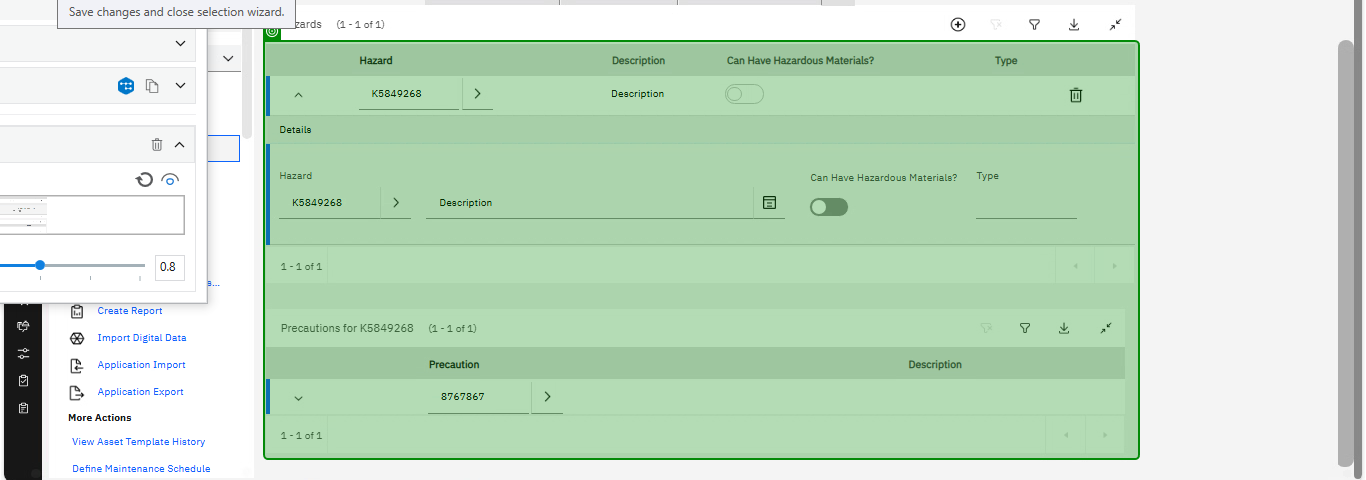 Save changes and close selection wizard.
(1 - 1 of 1)
Hazard Description Can Have Hazardous Materials? Type
K5849268 Description
Details
Hazard Can Have Hazardous Materials? Type
K5849268 Description
0.8
1 - 1 of 1
Create Report
Import Digital Data
Application Import
Application Export
More Actions
View Asset Template History
Define Maintenance Schedule
Precautions for K5849268 (1 - 1 of 1)
Precaution Description
8767867
1 - 1 of 1